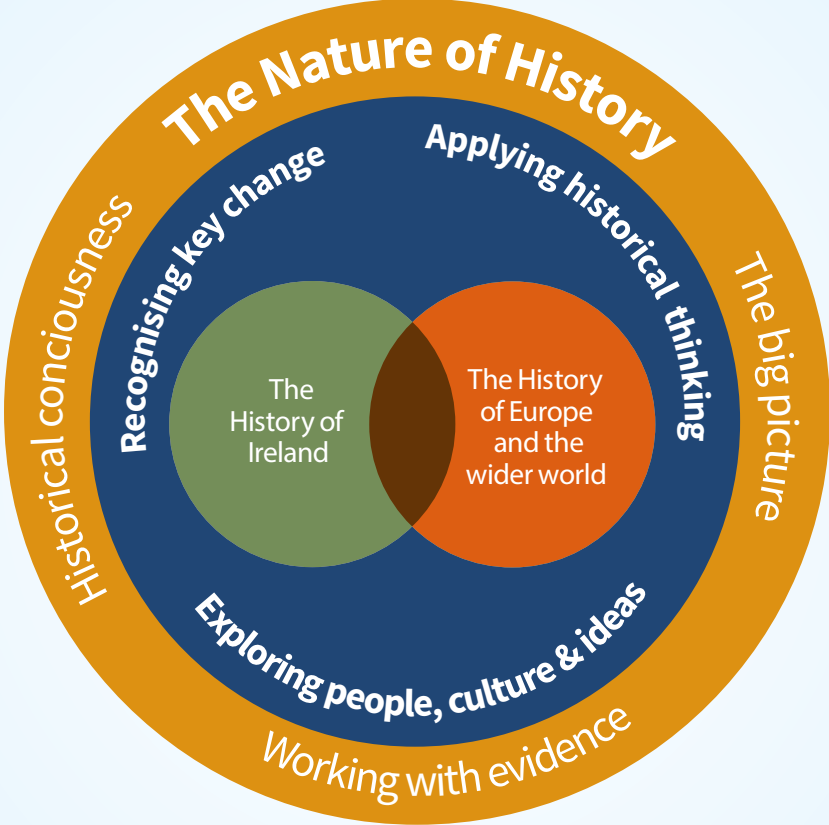 The Nature of History
Historical conciousness
The big picture
Working with evidence
Recognising key change
Applying historical thinking
Exploring people, culture & ideas
The
History of
Ireland
The History
of Europe
and the
wider world